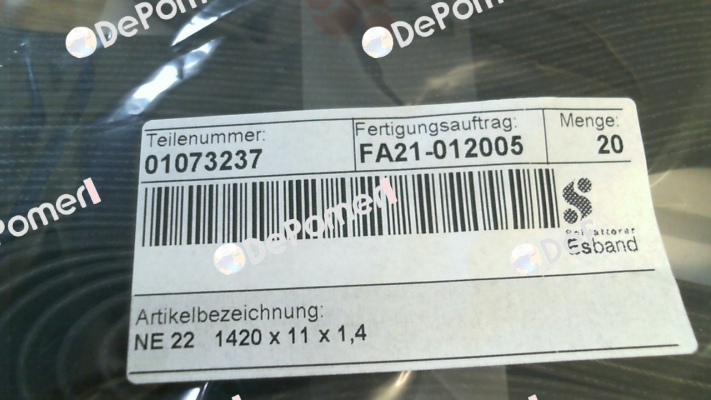 DePomerl DePomerl
Teilenummer: Fertigungsauftrag: Menge:
01073237 FA21-012005 20
DePomerl DePomerl
Esband
Artikelbezeichnung:
NE 22 1420 x 11 x 1,4